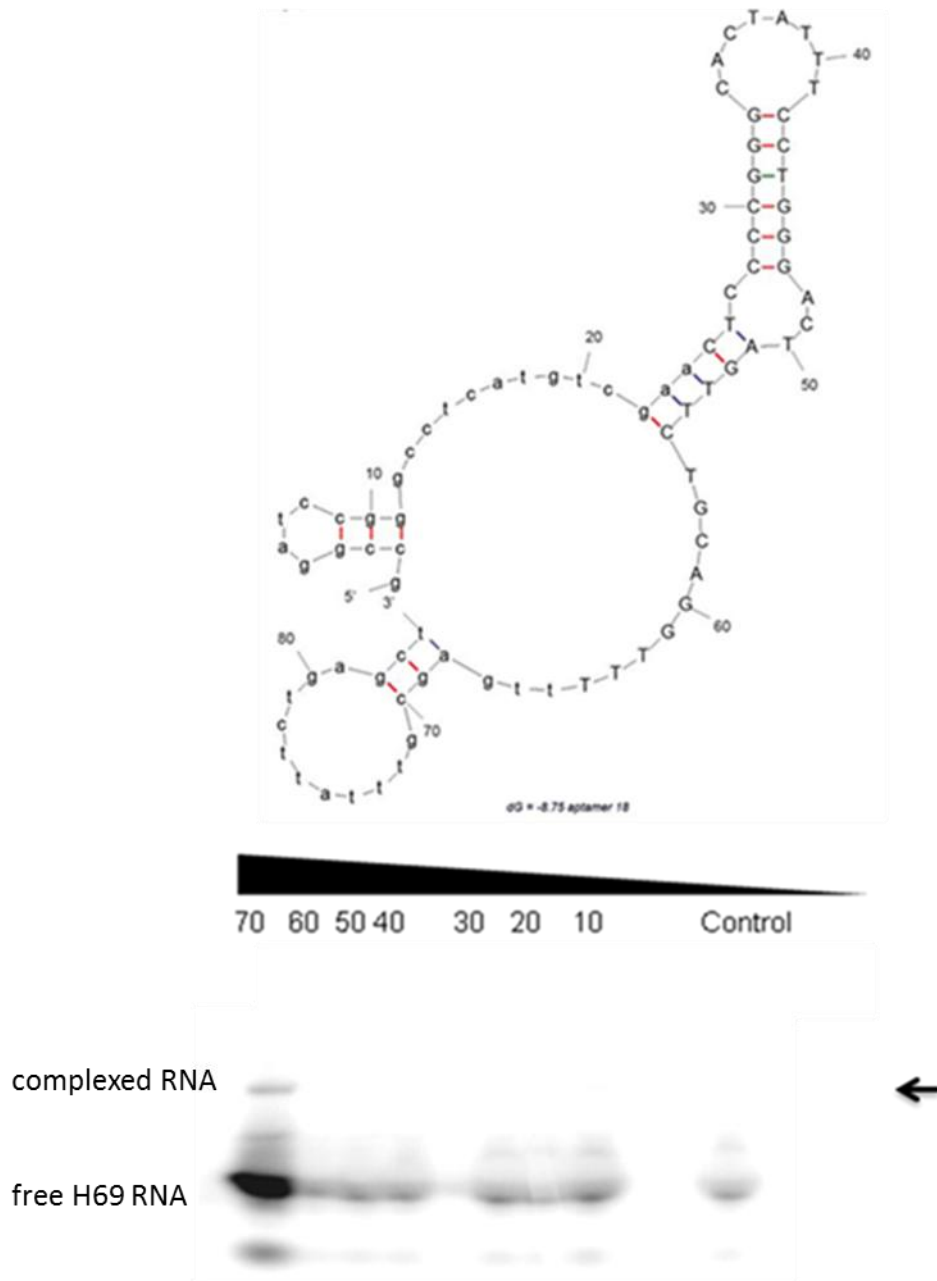 5'
g c c g g a t c c g
10
g g c c t c a t g t
20
c g a a C T C C C C
30
G G G C A C T A T T
40
T C C T G G G A C T
50
A G T T C T G C A G
60
G T T T t t g a g c
70
g t t t a t t c t g
80
a g c t
3'
dG = -8.75 aptamer 18
70 60 50 40 30 20 10 Control
complexed RNA
free H69 RNA